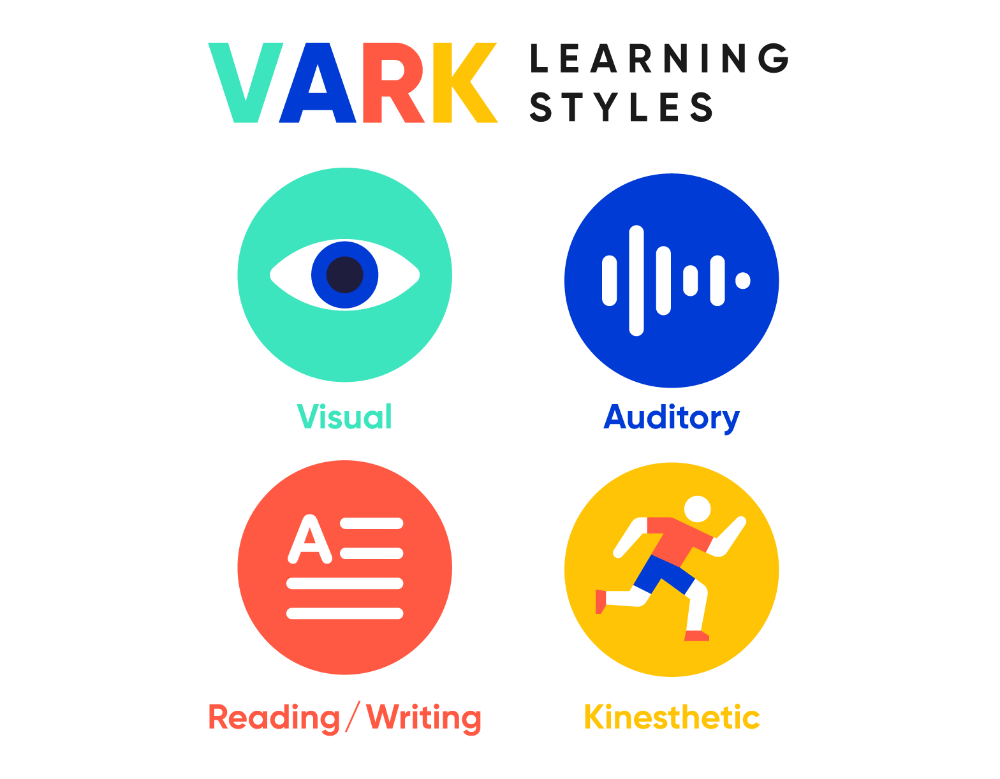 VARK LEARNING
STYLES
Visual
Auditory
A
Reading/Writing
Kinesthetic